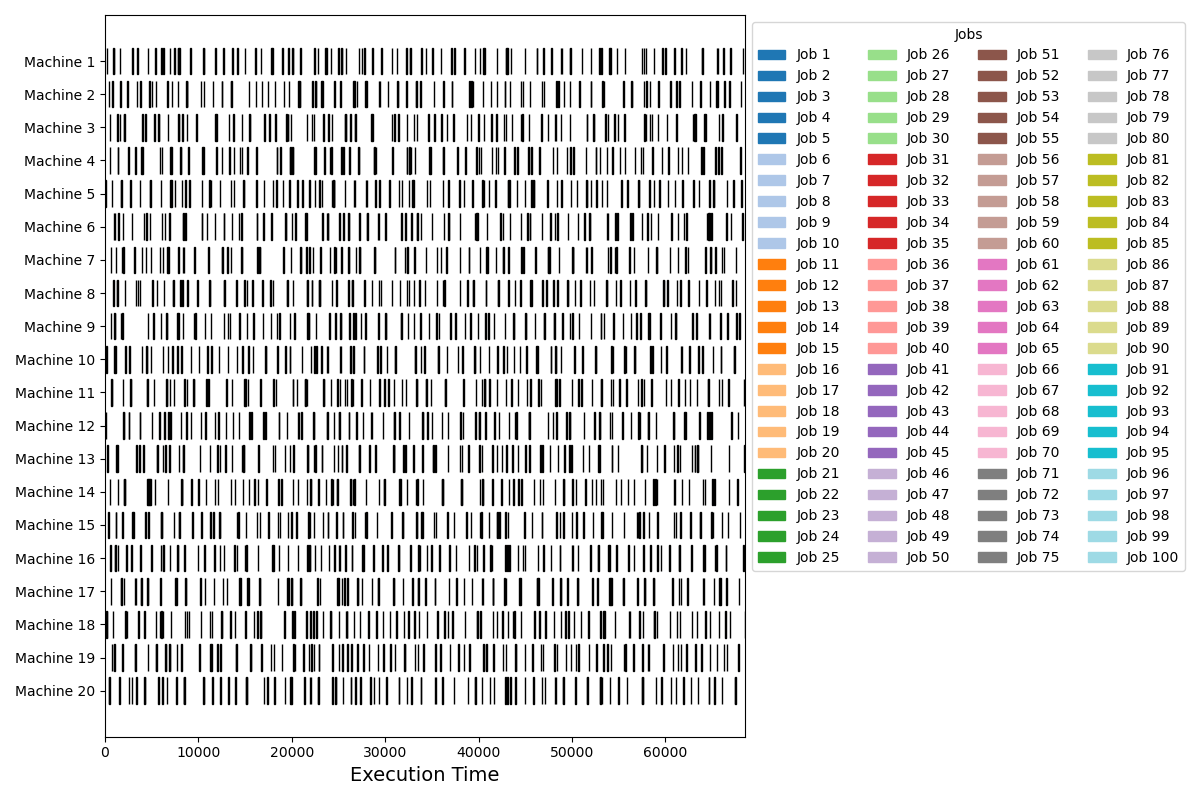 Jobs
Job 1 Job 26 Job 51 Job 76
Machine 1 Job 2 Job 27 Job 52 Job 77
Machine 2 Job 3 Job 28 Job 53 Job 78
Job 4 Job 29 Job 54 Job 79
Machine 3 Job 5 Job 30 Job 55 Job 80
Machine 4 Job 6 Job 31 Job 56 Job 81
Job 7 Job 32 Job 57 Job 82
Machine 5 Job 8 Job 33 Job 58 Job 83
Machine 6 Job 9 Job 34 Job 59 Job 84
Job 10 Job 35 Job 60 Job 85
Machine 7 Job 11 Job 36 Job 61 Job 86
Machine 8 Job 12 Job 37 Job 62 Job 87
Job 13 Job 38 Job 63 Job 88
Machine 9 Job 14 Job 39 Job 64 Job 89
Machine 10 Job 15 Job 40 Job 65 Job 90
Job 16 Job 41 Job 66 Job 91
Machine 11 Job 17 Job 42 Job 67 Job 92
Job 18 Job 43 Job 68 Job 93
Machine 12 Job 19 Job 44 Job 69 Job 94
Machine 13 Job 20 Job 45 Job 70 Job 95
Job 21 Job 46 Job 71 Job 96
Machine 14 Job 22 Job 47 Job 72 Job 97
Machine 15 Job 23 Job 48 Job 73 Job 98
Job 24 Job 49 Job 74 Job 99
Machine 16 Job 25 Job 50 Job 75 Job 100
Machine 17
Machine 18
Machine 19
Machine 20
0 10000 20000 30000 40000 50000 60000
Execution Time